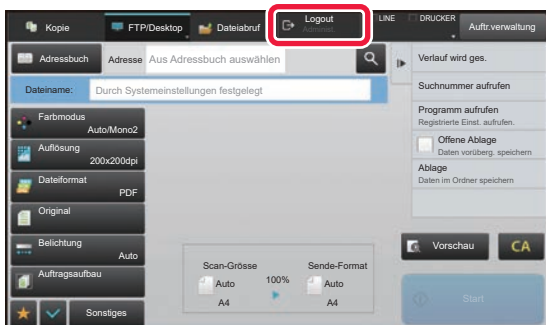 Kopie
FTP/Desktop
Dateiabruf
Logout
Administ.
LINE
DRUCKER
Auftr.verwaltung
Adressbuch
Adresse
Aus Adressbuch auswählen
Verlauf wird ges.
Dateiname:
Durch Systemeinstellungen festgelegt
Suchnummer aufrufen
Farbmodus
Auto/Mono2
Programm aufrufen
Registrierte Einst. aufrufen.
Auflösung
200x200dpi
Offene Ablage
Daten vorüberg. speichern
Dateiformat
PDF
Ablage
Daten im Ordner speichern
Original
Belichtung
Auto
Vorschau
CA
Scan-Grösse
Sende-Format
Auto
100%
Auto
A4
A4
Auftragsaufbau
Start
Sonstiges